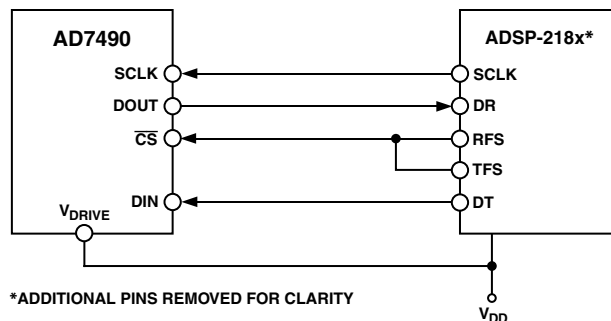 AD7490
ADSP-218x*
SCLK
SCLK
DOUT
DR
CS
RFS
TFS
DIN
DT
VDRIVE
*ADDITIONAL PINS REMOVED FOR CLARITY
VDD